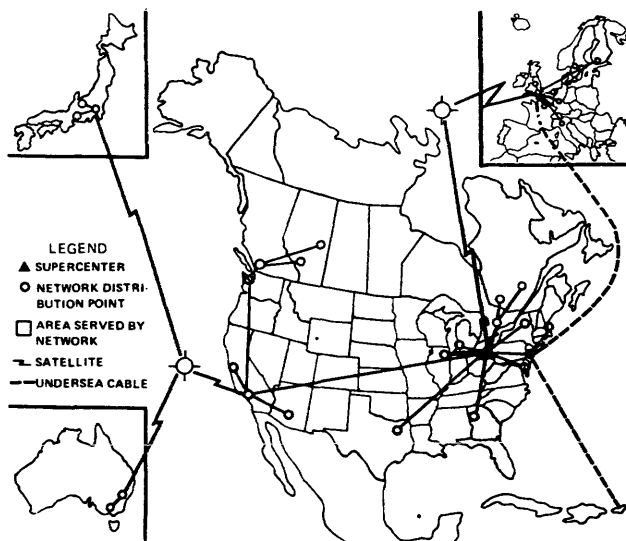 LEGEND
SUPERCENTER
NETWORK DISTRI-
BUTION POINT
AREA SERVED BY
NETWORK
SATELLITE
UNDERSEA CABLE